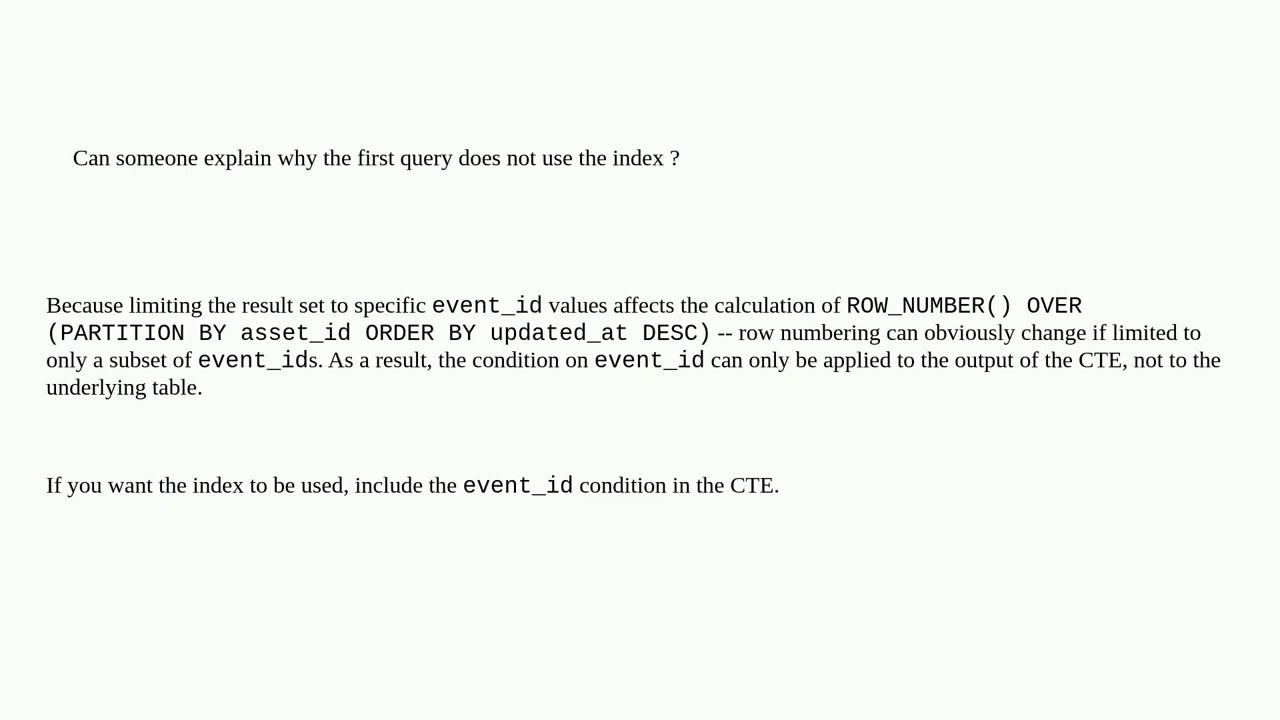 Can someone explain why the first query does not use the index ?
Because limiting the result set to specific event_id values affects the calculation of ROW_NUMBER() OVER
(PARTITION BY asset_id ORDER BY updated_at DESC) -- row numbering can obviously change if limited to
only a subset of event_ids. As a result, the condition on event_id can only be applied to the output of the CTE, not to the
underlying table.
If you want the index to be used, include the event_id condition in the CTE.